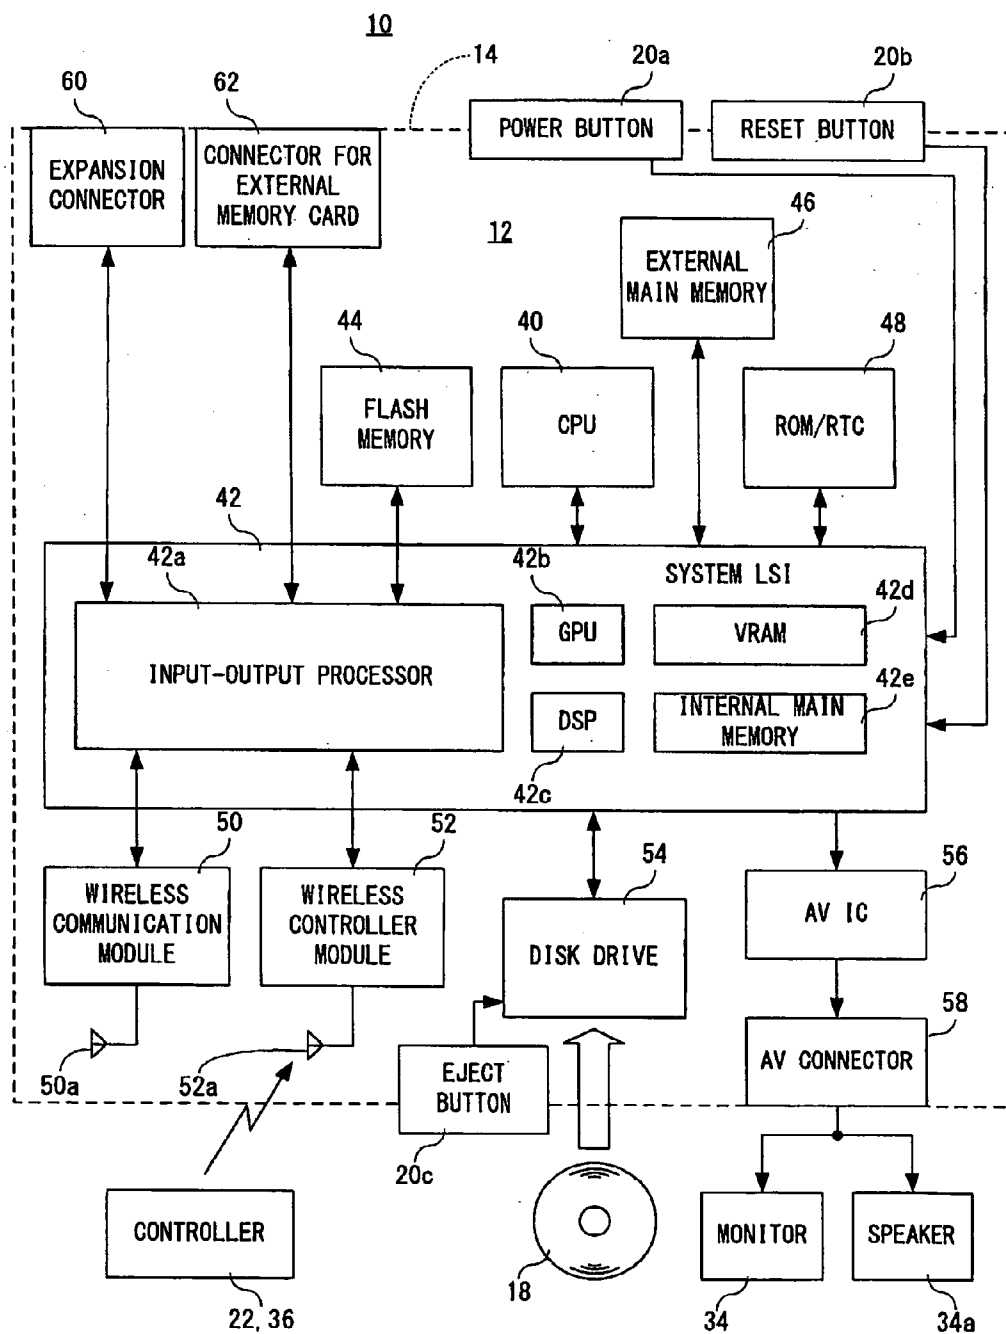 10
60
62
14
20a
20b
POWER BUTTON
RESET BUTTON
EXPANSION
CONNECTOR
CONNECTOR FOR
EXTERNAL
MEMORY CARD
12
46
EXTERNAL
MAIN MEMORY
44
40
48
FLASH
MEMORY
CPU
ROM/RTC
42
42a
42b
SYSTEM LSI
42d
GPU
VRAM
INPUT-OUTPUT PROCESSOR
42e
DSP
INTERNAL MAIN
MEMORY
42c
50
52
54
56
WIRELESS
COMMUNICATION
MODULE
WIRELESS
CONTROLLER
MODULE
DISK DRIVE
AV IC
58
50a
52a
EJECT
BUTTON
AV CONNECTOR
20c
CONTROLLER
MONITOR
SPEAKER
18
22, 36
34
34a